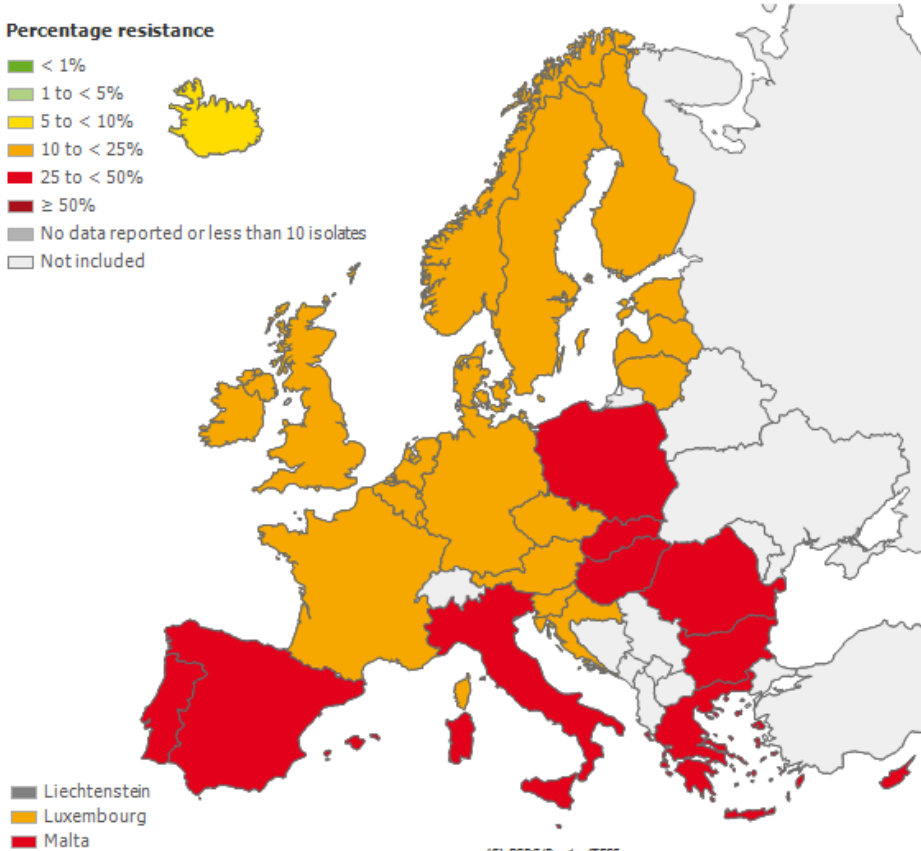 Percentage resistance
< 1%
1 to < 5%
5 to < 10%
10 to < 25%
25 to < 50%
≥ 50%
No data reported or less than 10 isolates
Not included
Liechtenstein
Luxembourg
Malta